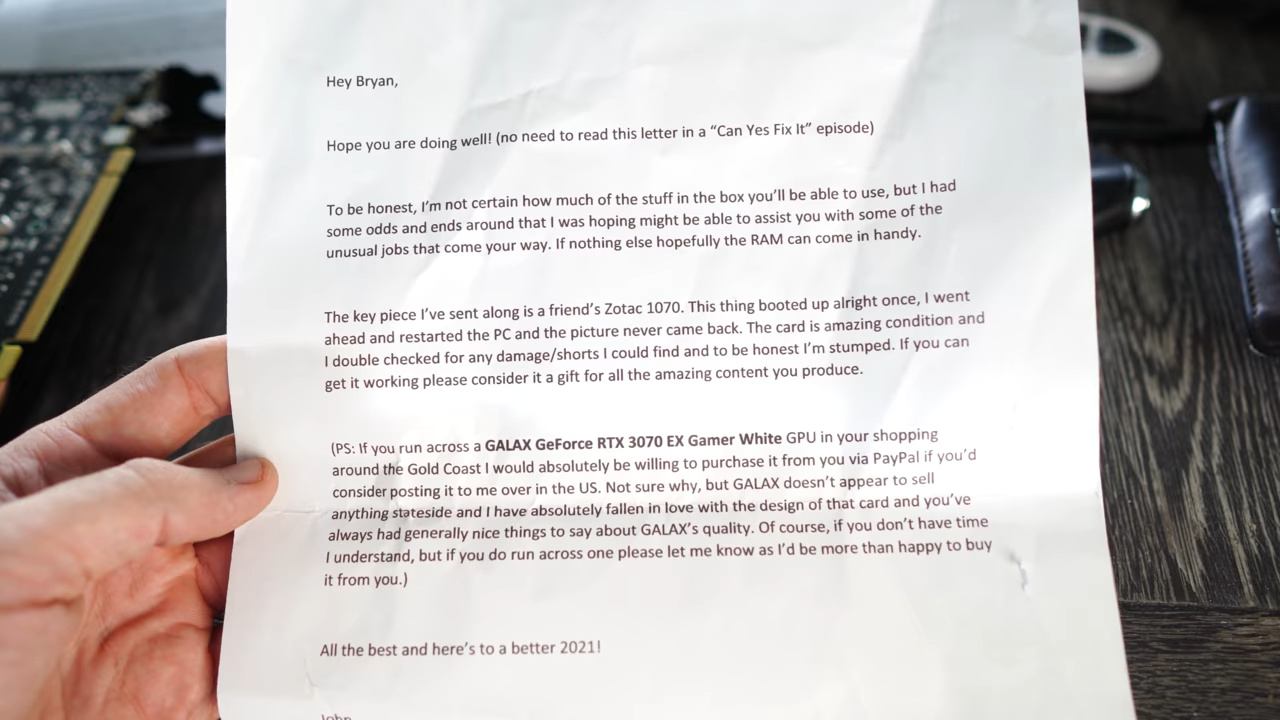 Hey Bryan,
Hope you are doing well! (no need to read this letter in a “Can Yes Fix It” episode)
To be honest, I’m not certain how much of the stuff in the box you’ll be able to use, but I had
some odds and ends around that I was hoping might be able to assist you with some of the
unusual jobs that come your way. If nothing else hopefully the RAM can come in handy.
The key piece I’ve sent along is a friend’s Zotac 1070. This thing booted up alright once, I went
ahead and restarted the PC and the picture never came back. The card is amazing condition and
I double checked for any damage/shorts I could find and to be honest I’m stumped. If you can
get it working please consider it a gift for all the amazing content you produce.
(PS: If you run across a GALAX GeForce RTX 3070 EX Gamer White GPU in your shopping
around the Gold Coast I would absolutely be willing to purchase it from you via PayPal if you’d
consider posting it to me over in the US. Not sure why, but GALAX doesn’t appear to sell
anything stateside and I have absolutely fallen in love with the design of that card and you’ve
always had generally nice things to say about GALAX’s quality. Of course, if you don’t have time
I understand, but if you do run across one please let me know as I’d be more than happy to buy
it from you.)
All the best and here’s to a better 2021!
John